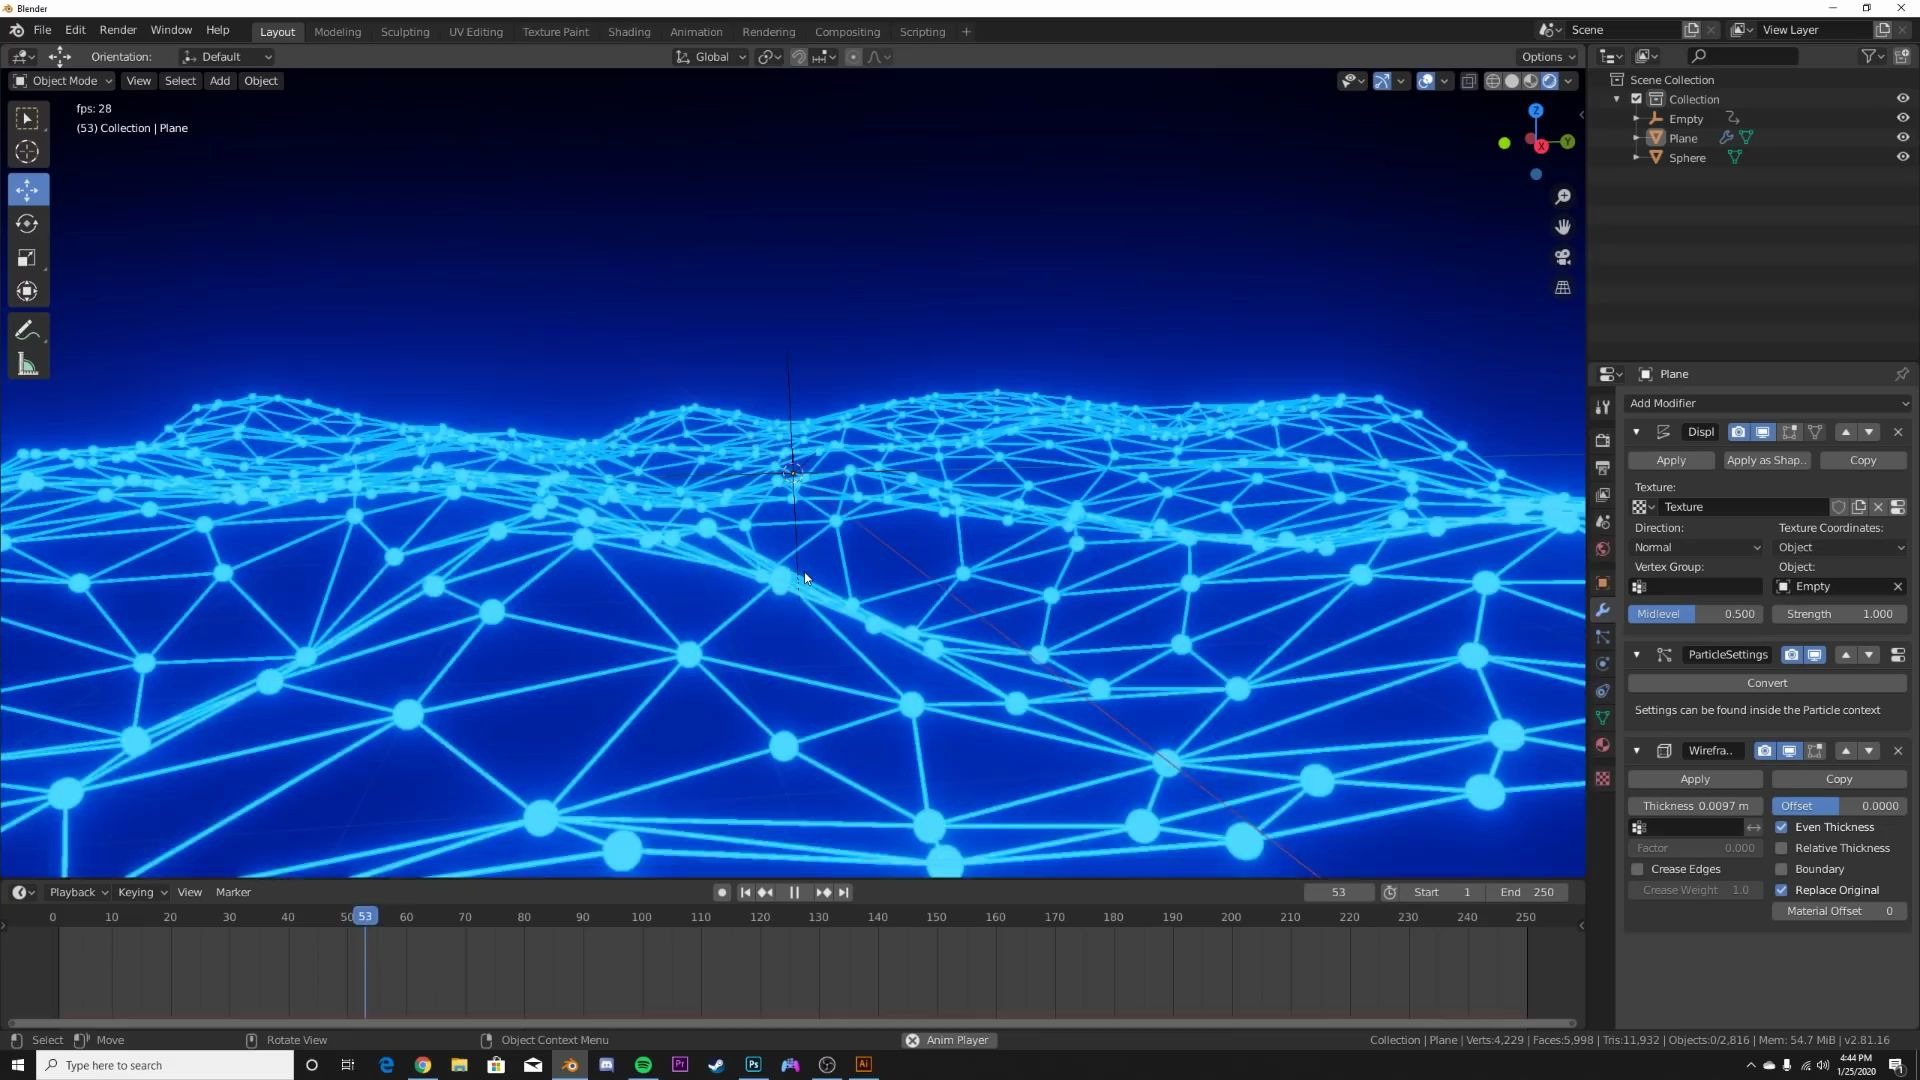 Blender
File Edit Render Window Help Layout Modeling Sculpting UV Editing Texture Paint Shading Animation Rendering Compositing Scripting + Scene View Layer
Orientation: Default Global Options
Object Mode View Select Add Object
fps: 28
(53) Collection | Plane
Z
Y
X
Scene Collection
Collection
Empty
Plane
Sphere
Plane
Add Modifier
Displ
Apply Apply as Shap.. Copy
Texture:
Texture
Direction: Texture Coordinates:
Normal Object
Vertex Group: Object:
Empty
Midlevel 0.500 Strength 1.000
ParticleSettings
Convert
Settings can be found inside the Particle context
Wirefra..
Apply Copy
Thickness 0.0097 m Offset 0.0000
Even Thickness
Factor 0.000 Relative Thickness
Crease Edges Boundary
Crease Weight 1.0 Replace Original
Material Offset 0
Playback Keying View Marker 53 Start 1 End 250
0 10 20 30 40 50 53 60 70 80 90 100 110 120 130 140 150 160 170 180 190 200 210 220 230 240 250
Select Move Rotate View Object Context Menu Anim Player Collection | Plane | Verts:4,229 | Faces:5,998 | Tris:11,932 | Objects:0/2,816 | Mem: 54.7 MiB | v2.81.16
Type here to search Pr Ps Ai 4:44 PM
1/25/2020